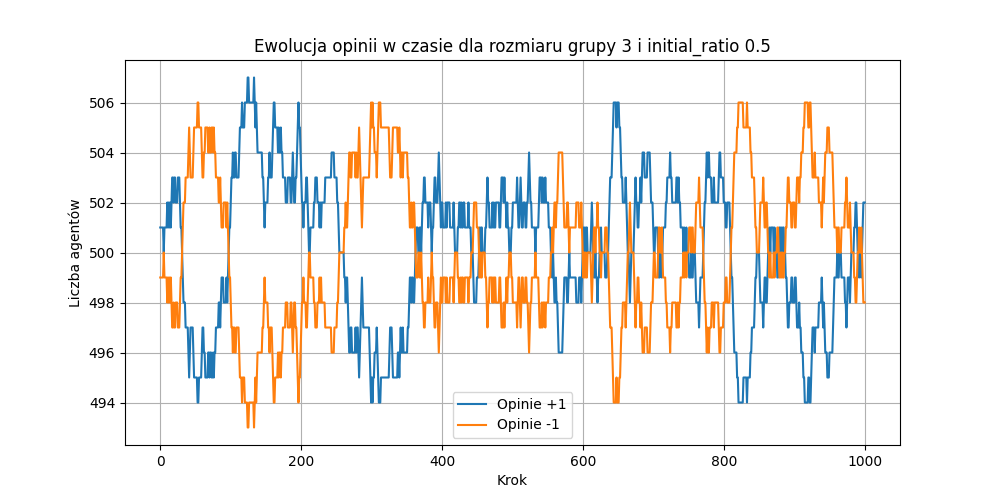 Ewolucja opinii w czasie dla rozmiaru grupy 3 i initial_ratio 0.5
Liczba agentów
506
504
502
500
498
496
494
Opinie +1
Opinie -1
0 200 400 600 800 1000
Krok